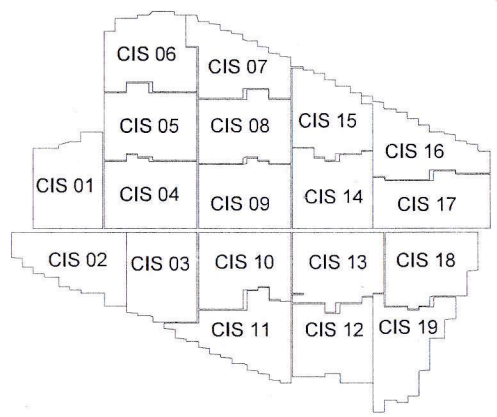 CIS 06
CIS 07
CIS 05
CIS 08
CIS 15
CIS 16
CIS 01
CIS 04
CIS 09
CIS 14
CIS 17
CIS 02
CIS 03
CIS 10
CIS 13
CIS 18
CIS 11
CIS 12
CIS 19